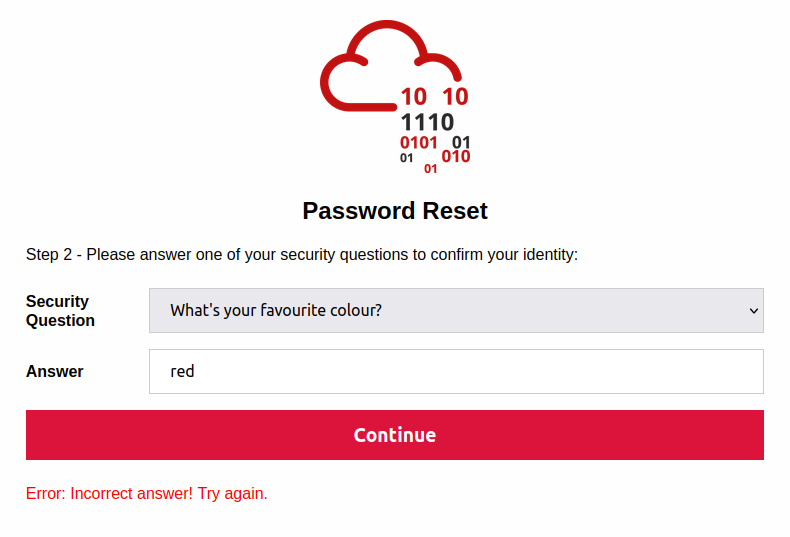 10 10
1110
0101 01
01 010
01
Password Reset
Step 2 - Please answer one of your security questions to confirm your identity:
Security
Question
What's your favourite colour?
Answer
red
Continue
Error: Incorrect answer! Try again.